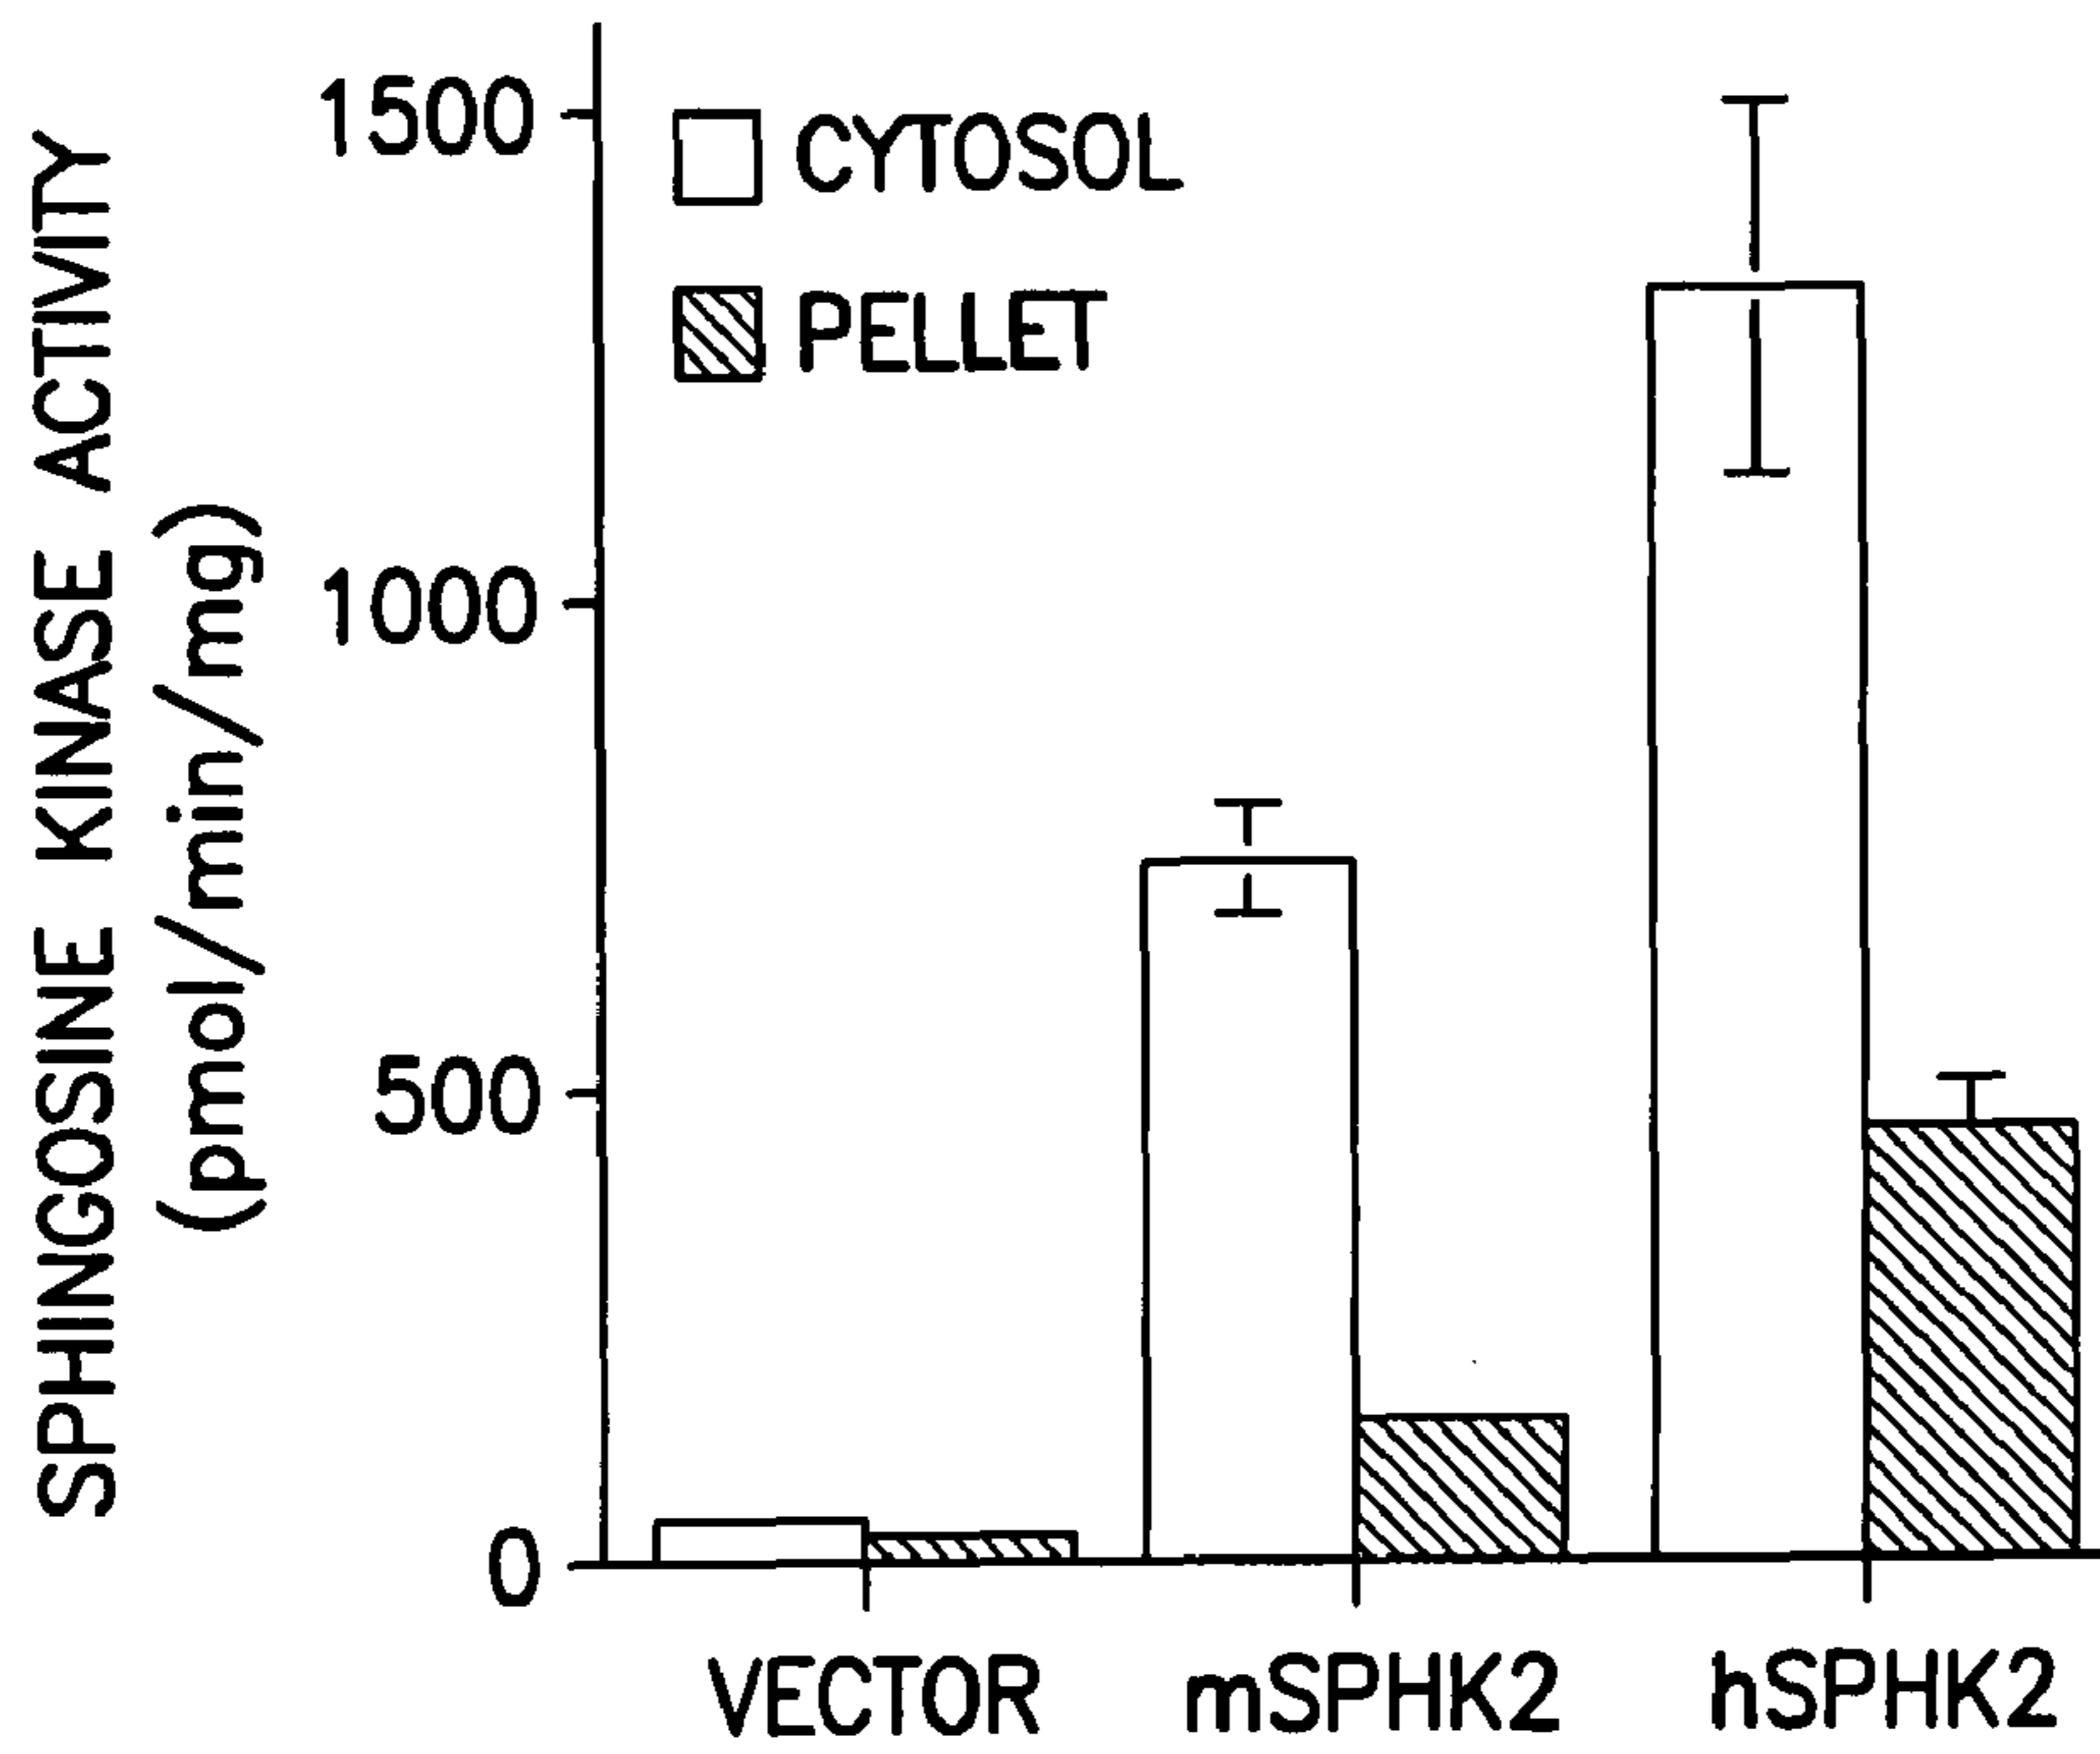 SPHINGOSINE KINASE ACTIVITY
(pmol/min/mg)
1500
1000
500
0
CYTOSOL
PELLET
VECTOR
mSPHK2
hSPHK2